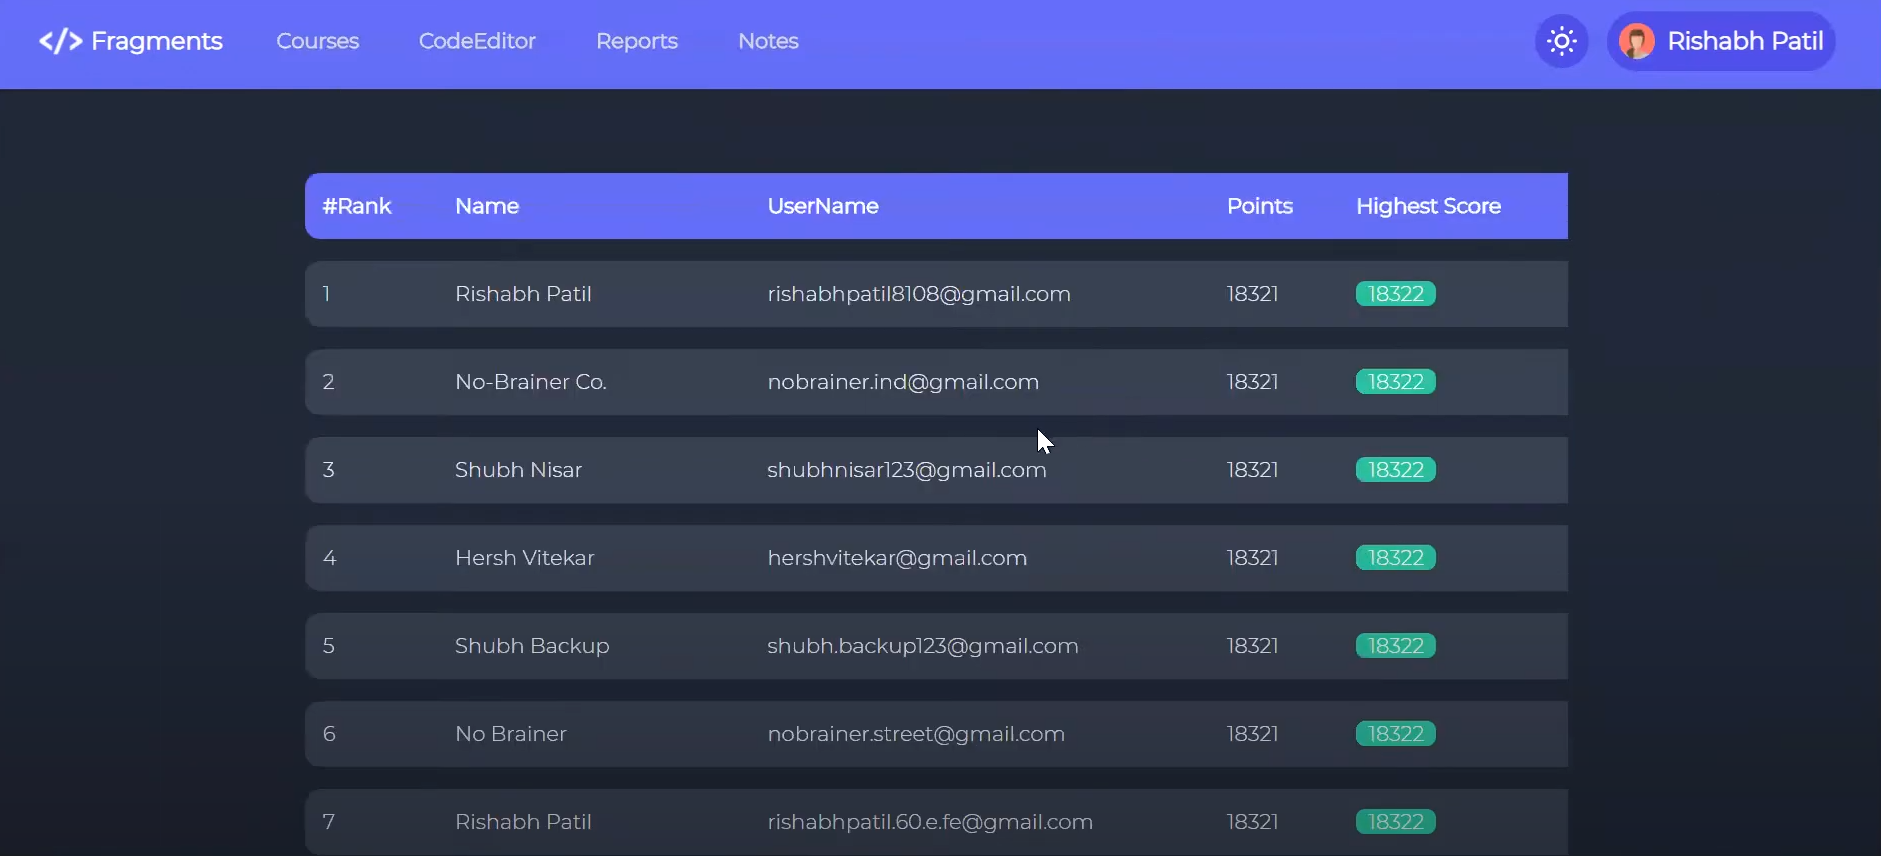 </> Fragments Courses CodeEditor Reports Notes Rishabh Patil
#Rank Name UserName Points Highest Score
1 Rishabh Patil rishabhpatil8108@gmail.com 18321 18322
2 No-Brainer Co. nobrainer.ind@gmail.com 18321 18322
3 Shubh Nisar shubhnisar123@gmail.com 18321 18322
4 Hersh Vitekar hershvitekar@gmail.com 18321 18322
5 Shubh Backup shubh.backup123@gmail.com 18321 18322
6 No Brainer nobrainer.street@gmail.com 18321 18322
7 Rishabh Patil rishabhpatil.60.e.fe@gmail.com 18321 18322